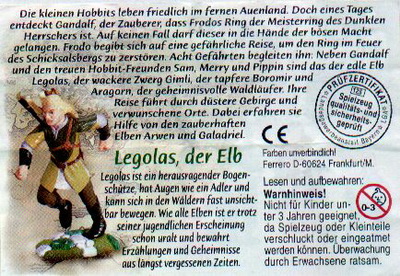 Die kleinen Hobbits leben friedlich im fernen Auenland. Doch eines Tages
entdeckt Gandalf, der Zauberer, dass Frodos Ring der Meisterring des Dunklen
Herrschers ist. Auf keinen Fall darf dieser in die Hände der bösen Macht
gelangen. Frodo begibt sich auf eine gefährliche Reise, um den Ring im Feuer
des Schicksalsbergs zu zerstören. Acht Gefährten begleiten ihn: Neben Gandalf
und den treuen Hobbit-Freunden Sam, Merry und Pippin sind das der edle Elb
Legolas, der wackere Zwerg Gimli, der tapfere Boromir und
Aragorn, der geheimnisvolle Waldläufer. Ihre
Reise führt durch düstere Gebirge und
verwunschene Orte. Dabei erfahren sie
Hilfe von den zauberhaften
Elben Arwen und Galadriel.
PRÜFZERTIFIKAT
Spielzeug
qualitäts- und
sicherheits-
geprüft
CE
Farben unverbindlich!
Ferrero D-60624 Frankfurt/M.
Legolas, der Elb
Legolas ist ein herausragender Bogen-
schütze, hat Augen wie ein Adler und
kann sich in den Wäldern fast unsicht-
bar bewegen. Wie alle Elben ist er trotz
seiner jugendlichen Erscheinung
schon uralt und bewahrt
Erzählungen und Geheimnisse
aus längst vergessenen Zeiten.
Lesen und aufbewahren:
Warnhinweis!
Nicht für Kinder un-
ter 3 Jahren geeignet,
da Spielzeug oder Kleinteile
verschluckt oder eingeatmet
werden können. Überwachung
durch Erwachsene ratsam.
0-3